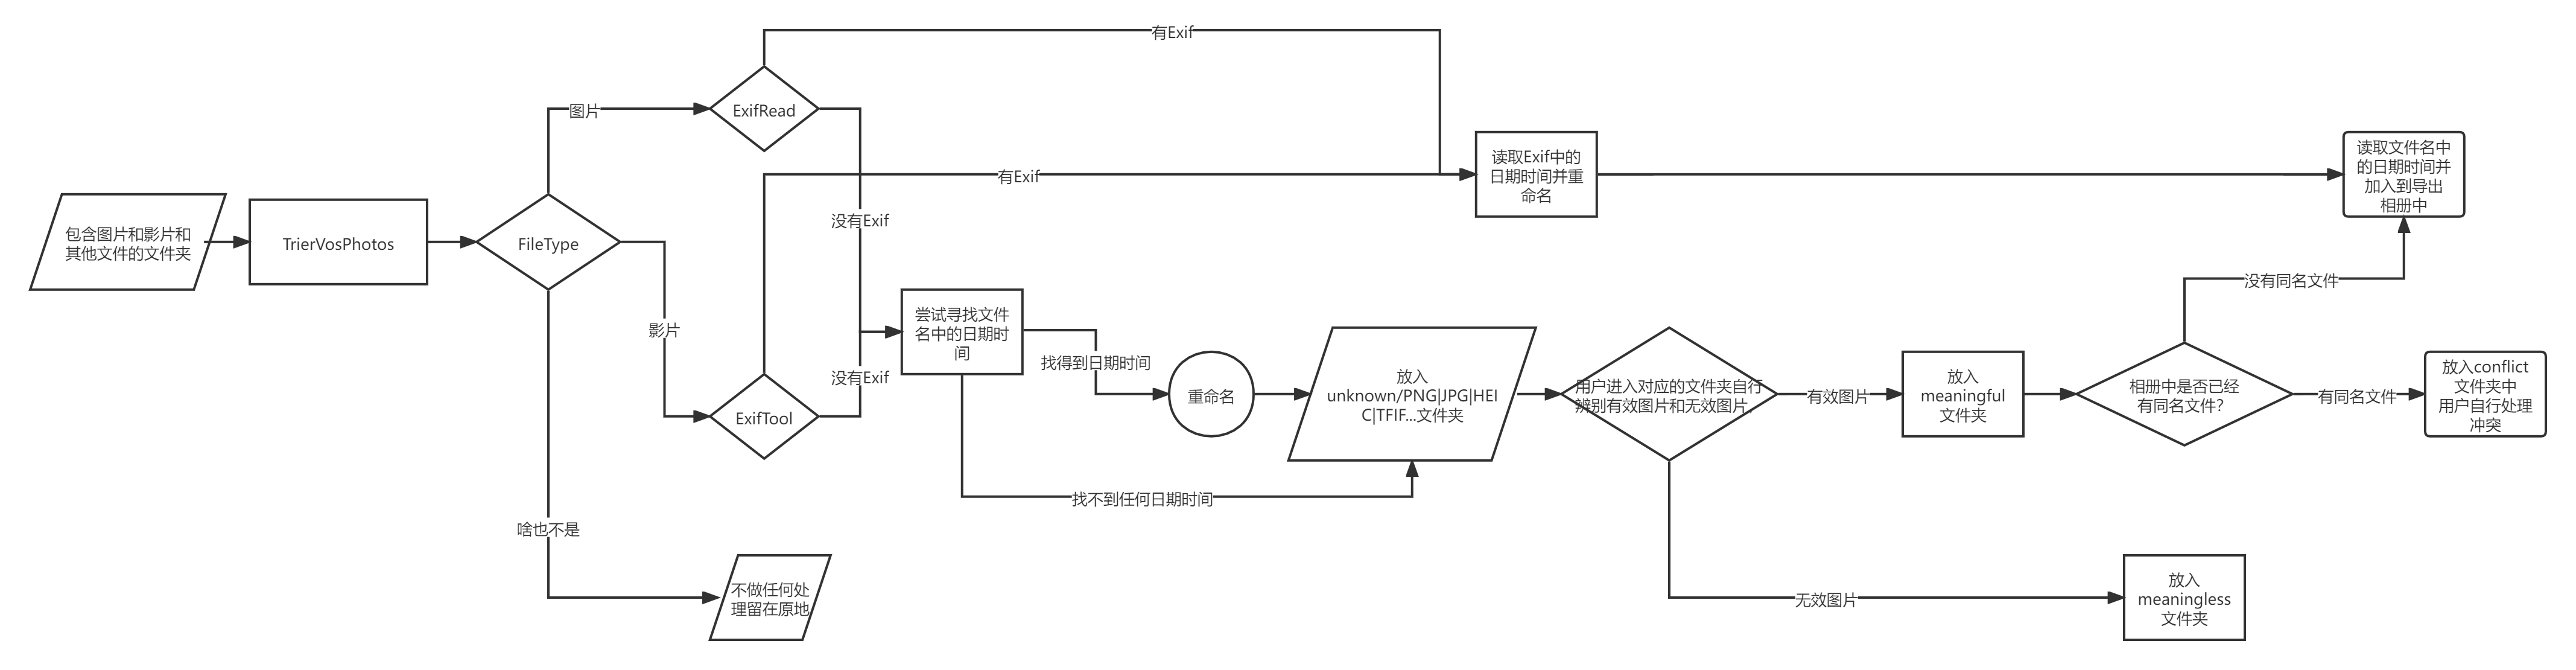 有Exif
图片
ExifRead
读取Exif中的
日期时间并重
命名
读取文件名中
的日期时间并
加入到导出
相册中
有Exif
没有Exif
包含图片和影片和
其他文件的文件夹
TrierVosPhotos
FileType
影片
没有同名文件
尝试寻找文件
名中的日期时
间
找得到日期时间
没有Exif
ExifTool
重命名
放入
unknown/PNG|JPG|HEI
C|TFIF...文件夹
用户进入对应的文件夹自行
辨别有效图片和无效图片.
有效图片
放入
meaningful
文件夹
相册中是否已经
有同名文件?
有同名文件
放入conflict
文件夹中
用户自行处理
冲突
找不到任何日期时间
啥也不是
不做任何处
理留在原地
无效图片
放入
meaningless
文件夹